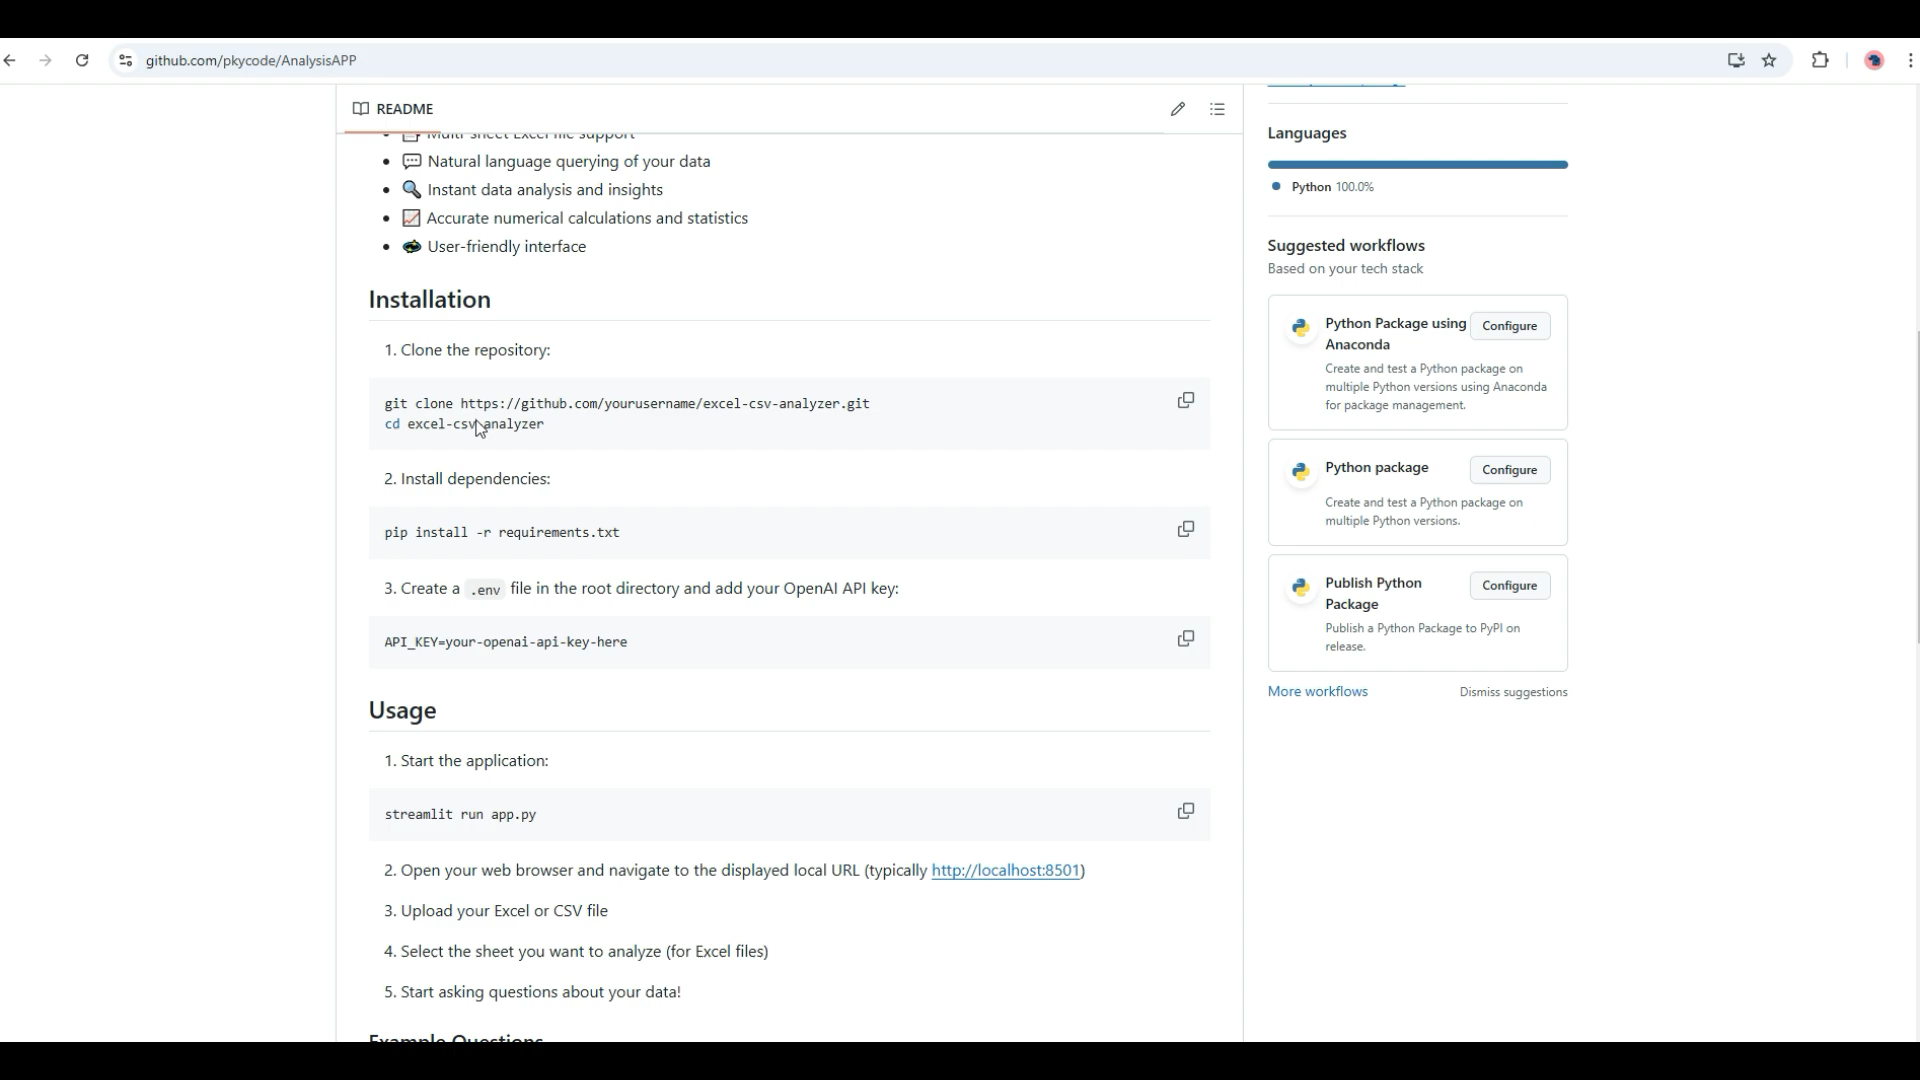 github.com/pkycode/AnalysisAPP
README
Multi-sheet Excel file support
Natural language querying of your data
Instant data analysis and insights
Accurate numerical calculations and statistics
User-friendly interface
Installation
1. Clone the repository:
git clone https://github.com/yourusername/excel-csv-analyzer.git
cd excel-csv-analyzer
2. Install dependencies:
pip install -r requirements.txt
3. Create a .env file in the root directory and add your OpenAI API key:
API_KEY=your-openai-api-key-here
Usage
1. Start the application:
streamlit run app.py
2. Open your web browser and navigate to the displayed local URL (typically http://localhost:8501)
3. Upload your Excel or CSV file
4. Select the sheet you want to analyze (for Excel files)
5. Start asking questions about your data!
Example Questions
Languages
Python 100.0%
Suggested workflows
Based on your tech stack
Python Package using
Anaconda
Configure
Create and test a Python package on
multiple Python versions using Anaconda
for package management.
Python package
Configure
Create and test a Python package on
multiple Python versions.
Publish Python
Package
Configure
Publish a Python Package to PyPI on
release.
More workflows
Dismiss suggestions